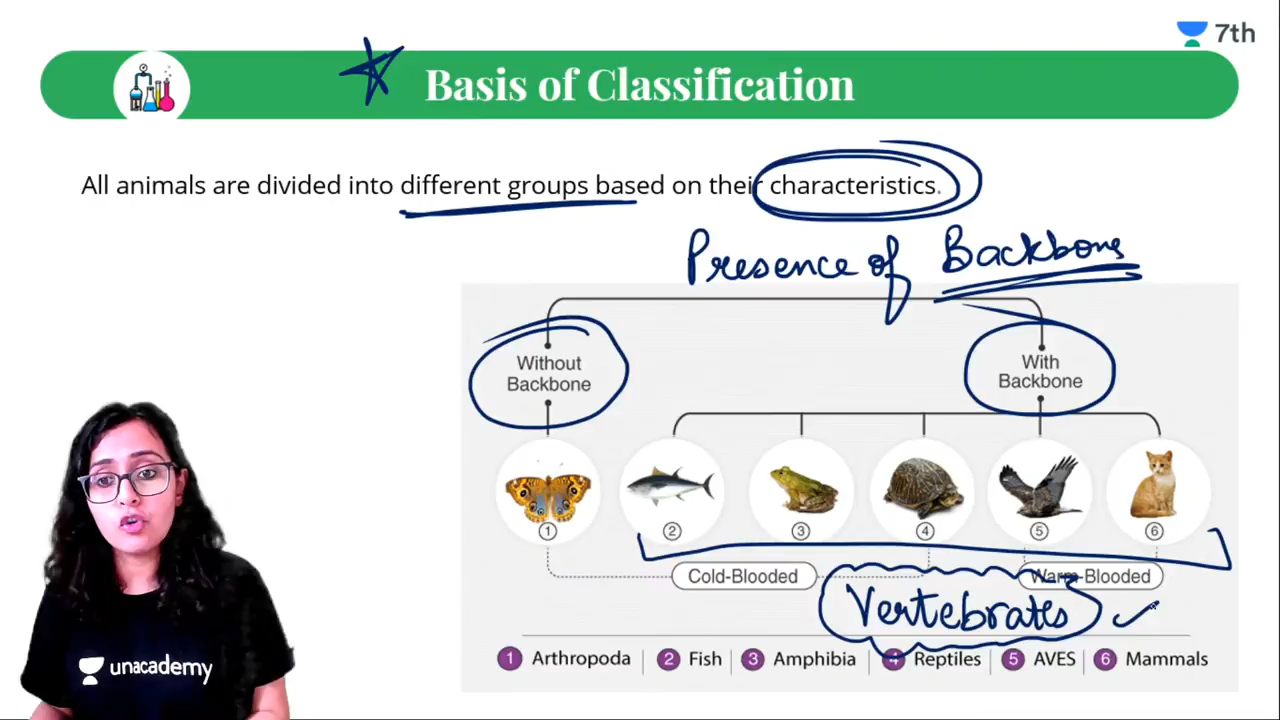 7th
Basis of Classification
All animals are divided into different groups based on their characteristics.
Presence of Backbone
Without
Backbone
With
Backbone
1 2 3 4 5 6
Cold-Blooded Warm-Blooded
Vertebrates
unacademy
1 Arthropoda 2 Fish 3 Amphibia 4 Reptiles 5 AVES 6 Mammals